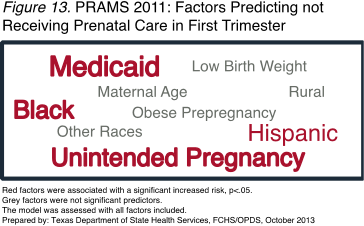 Figure 13. PRAMS 2011: Factors Predicting not
Receiving Prenatal Care in First Trimester
Medicaid Low Birth Weight
Maternal Age Rural
Black Obese Prepregnancy
Other Races Hispanic
Unintended Pregnancy
Red factors were associated with a significant increased risk, p<.05.
Grey factors were not significant predictors.
The model was assessed with all factors included.
Prepared by: Texas Department of State Health Services, FCHS/OPDS, October 2013